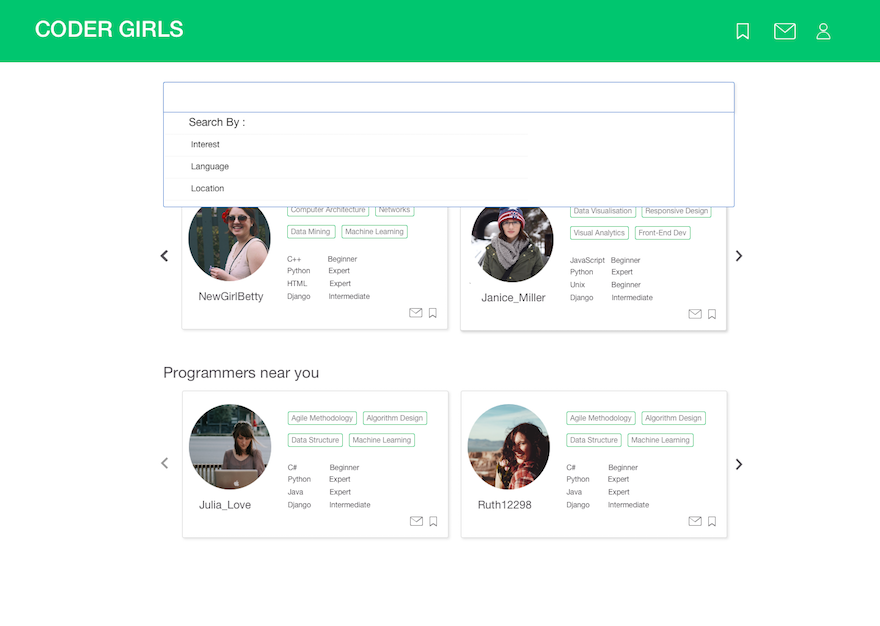 CODER GIRLS
Search By :
Interest
Language
Location
Computer Architecture Networks
Data Mining Machine Learning
C++ Beginner
Python Expert
HTML Expert
Django Intermediate
NewGirlBetty
Data Visualisation Responsive Design
Visual Analytics Front-End Dev
JavaScript Beginner
Python Expert
Unix Beginner
Django Intermediate
Janice_Miller
Programmers near you
Agile Methodology Algorithm Design
Data Structure Machine Learning
C# Beginner
Python Expert
Java Expert
Django Intermediate
Julia_Love
Agile Methodology Algorithm Design
Data Structure Machine Learning
C# Beginner
Python Expert
Java Expert
Django Intermediate
Ruth12298